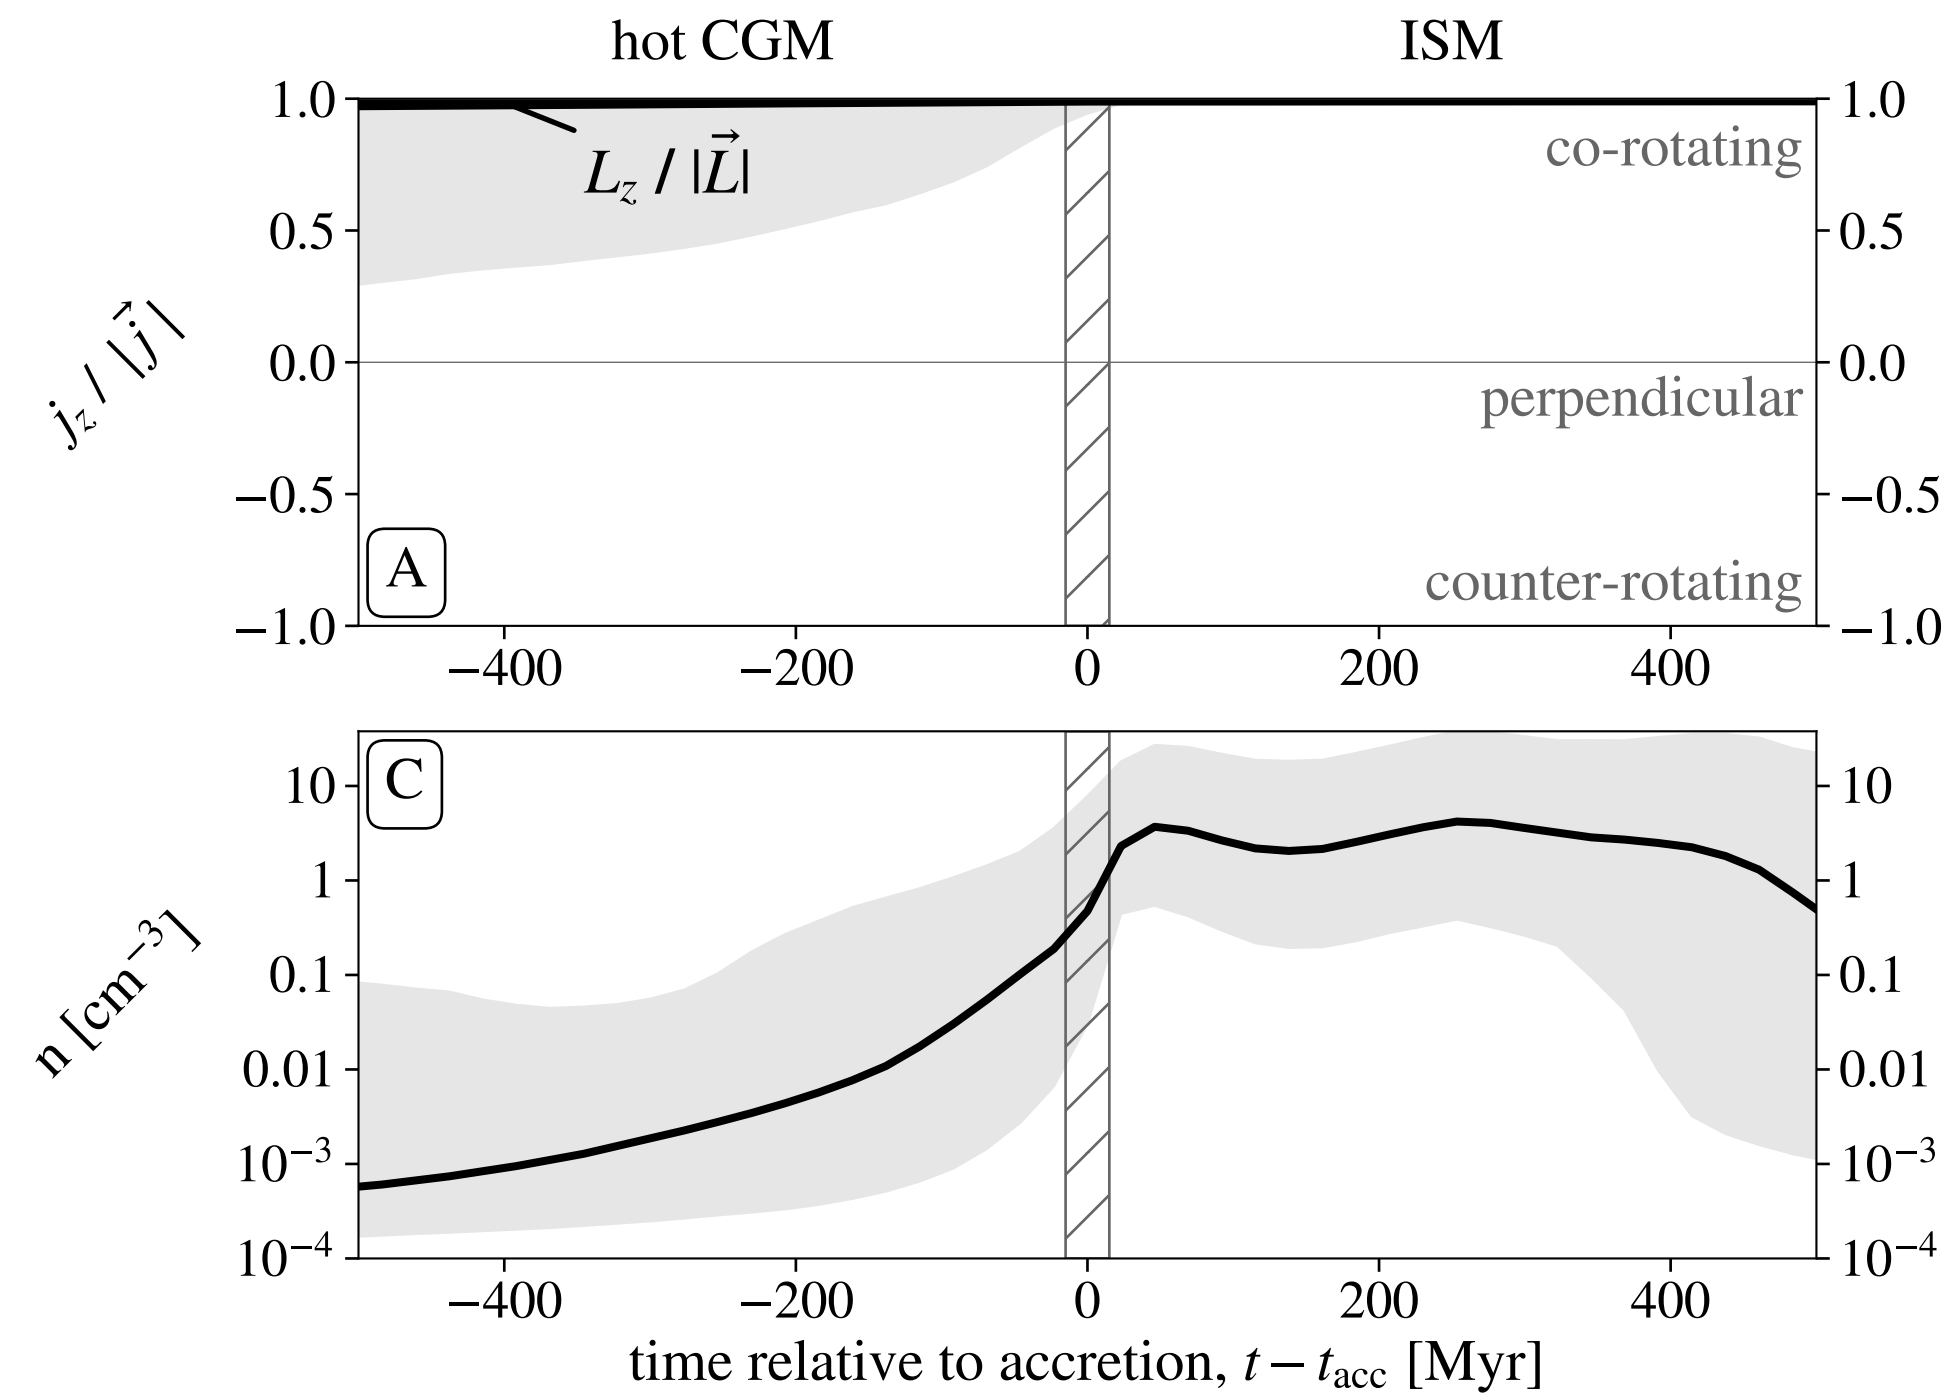 hot CGM ISM
1.0 1.0
L_z / |L⃗| co-rotating
0.5 0.5
j_z / |j⃗|
0.0 0.0
perpendicular
−0.5 −0.5
A counter-rotating
−1.0 −1.0
−400 −200 0 200 400
C
10 10
1 1
n [cm⁻³]
0.1 0.1
0.01 0.01
10⁻³ 10⁻³
10⁻⁴ 10⁻⁴
−400 −200 0 200 400
time relative to accretion, t − t_acc [Myr]